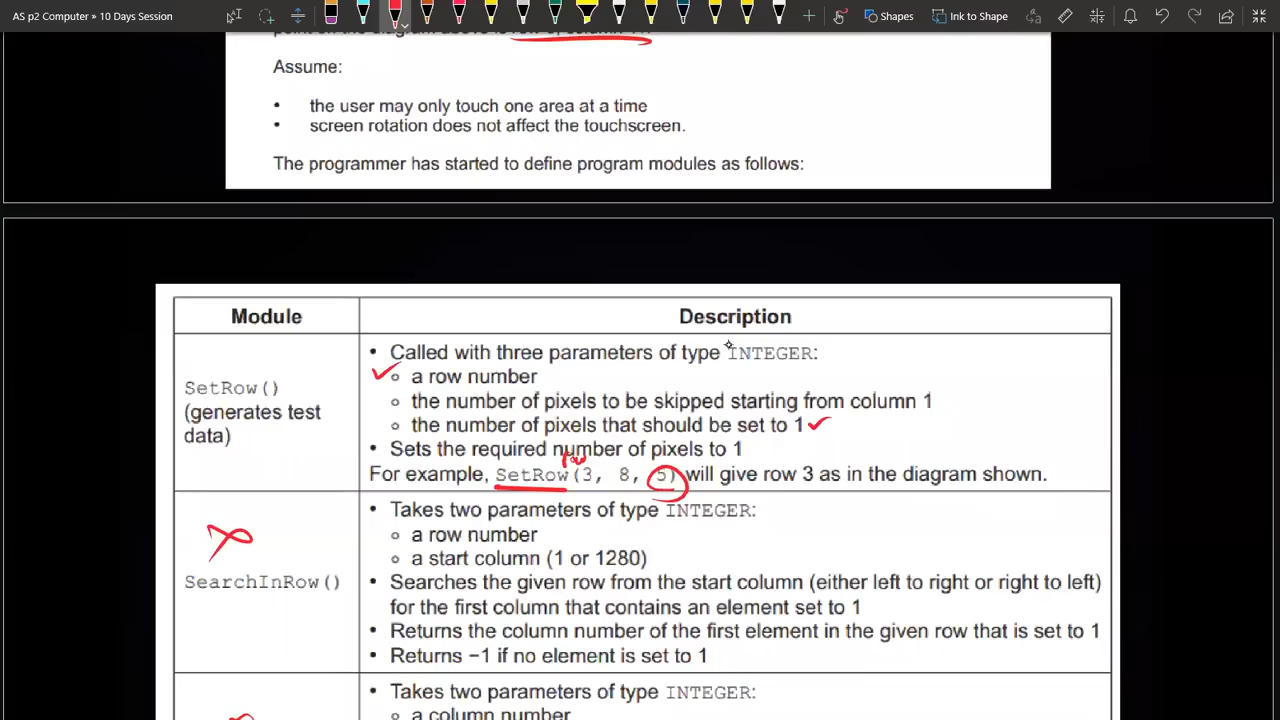 AS p2 Computer » 10 Days Session
Shapes
Ink to Shape
Assume:
• the user may only touch one area at a time
• screen rotation does not affect the touchscreen.
The programmer has started to define program modules as follows:
Module
Description
SetRow()
(generates test
data)
• Called with three parameters of type INTEGER:
○ a row number
○ the number of pixels to be skipped starting from column 1
○ the number of pixels that should be set to 1
• Sets the required number of pixels to 1
row
For example, SetRow(3, 8, 5) will give row 3 as in the diagram shown.
SearchInRow()
• Takes two parameters of type INTEGER:
○ a row number
○ a start column (1 or 1280)
• Searches the given row from the start column (either left to right or right to left)
for the first column that contains an element set to 1
• Returns the column number of the first element in the given row that is set to 1
• Returns −1 if no element is set to 1
• Takes two parameters of type INTEGER:
○ a column number